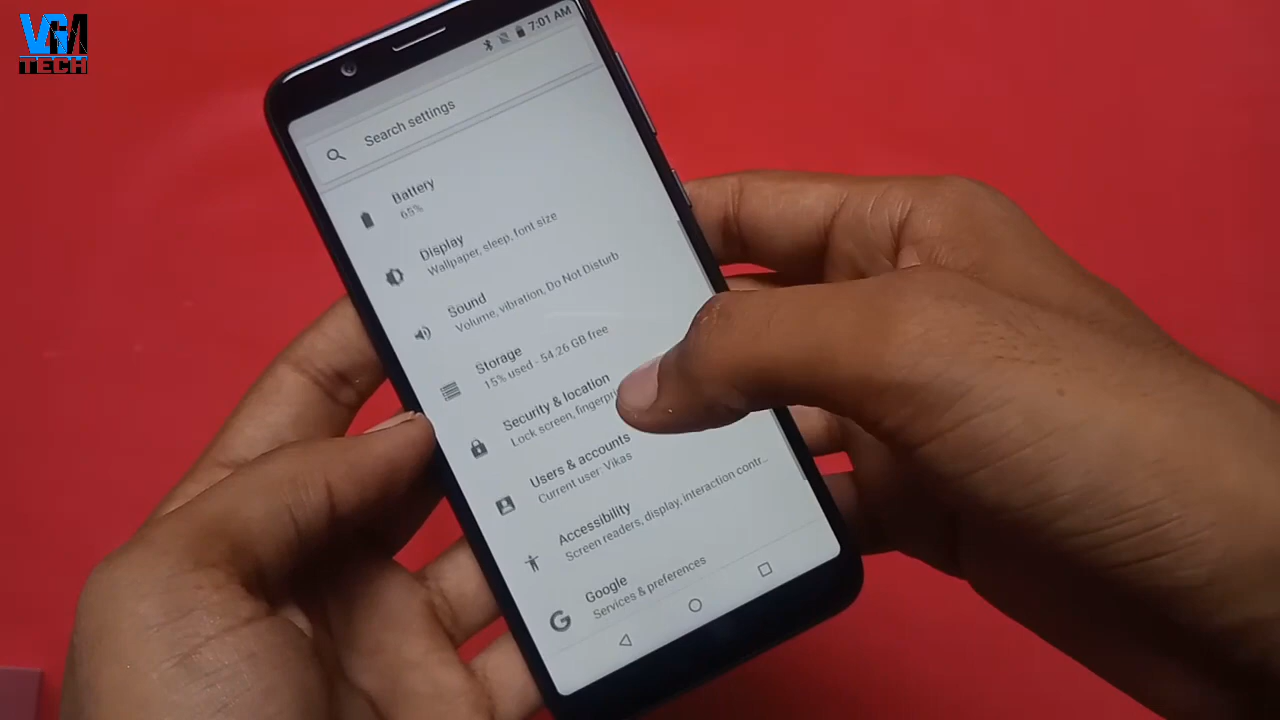 VGM
TECH
7:01 AM
Search settings
Battery
65%
Display
Wallpaper, sleep, font size
Sound
Volume, vibration, Do Not Disturb
Storage
15% used - 54.26 GB free
Security & location
Lock screen, fingerpri
Users & accounts
Current user: Vikas
Accessibility
Screen readers, display, interaction contr…
Google
Services & preferences